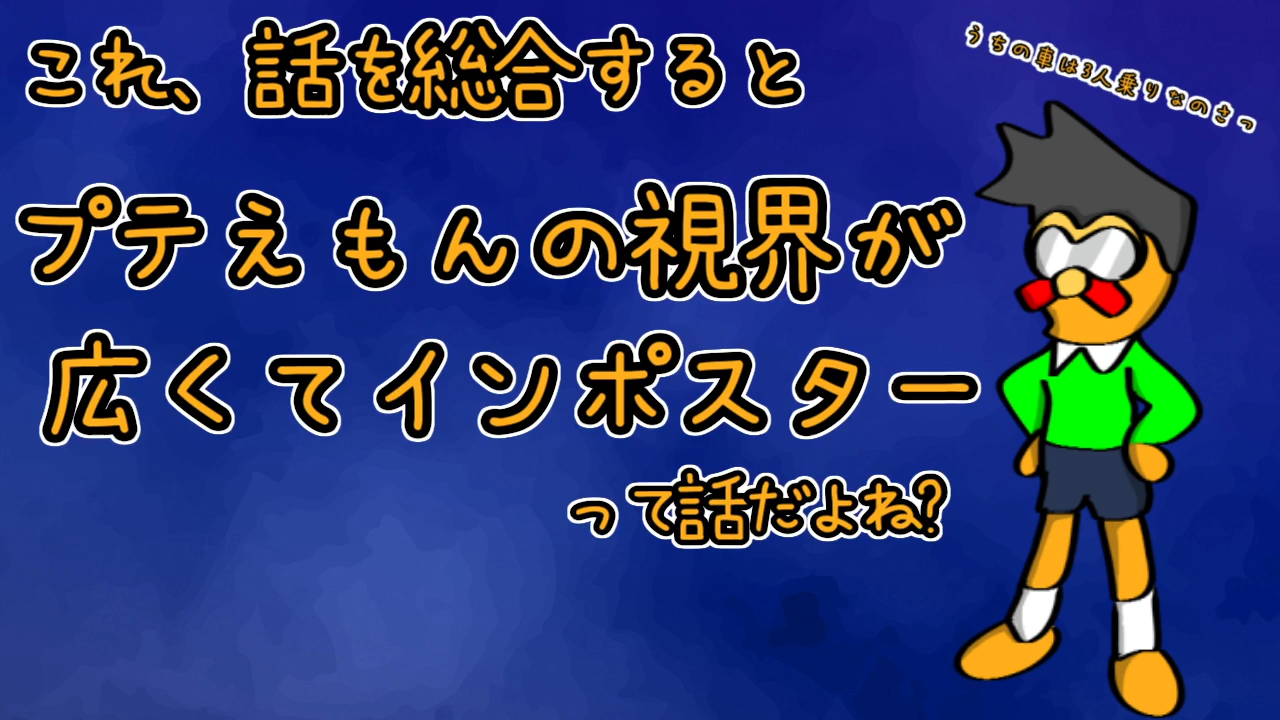 これ、話を総合すると
うちの車は3人乗りなのさっ
プテえもんの視界が
広くてインポスター
って話だよね?